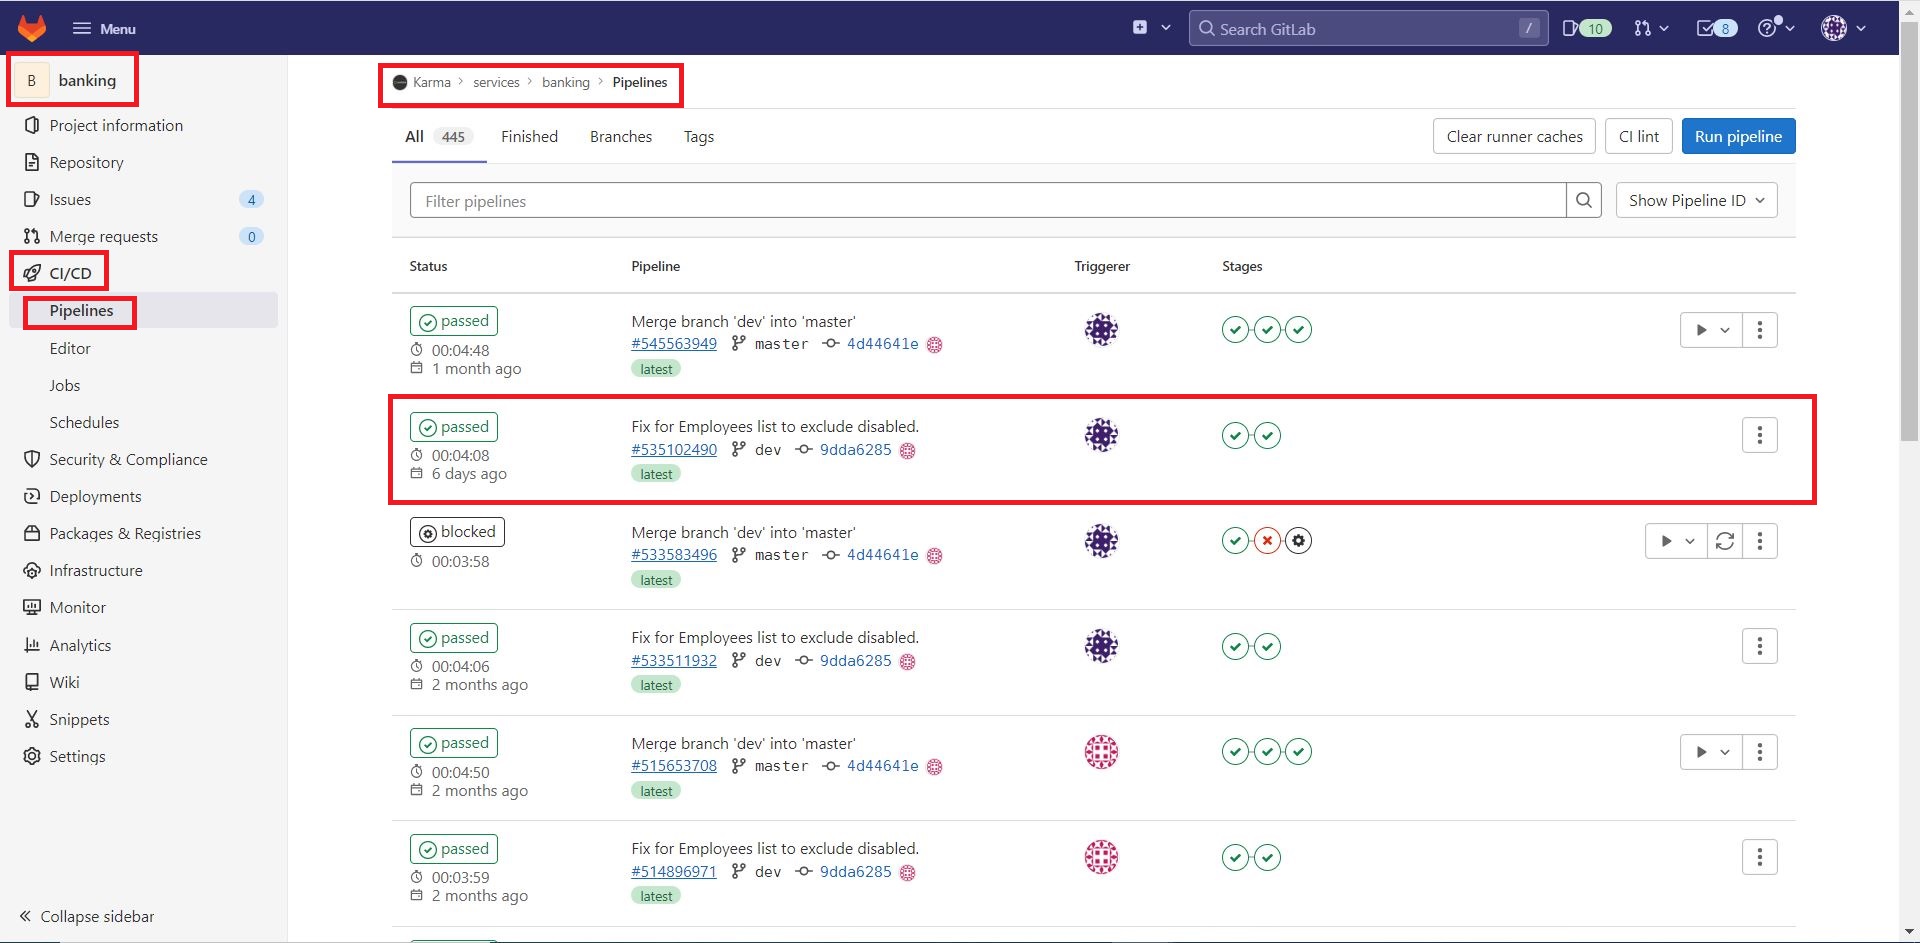 Menu
Search GitLab
/
10
8
B banking
Project information
Repository
Issues 4
Merge requests 0
CI/CD
Pipelines
Editor
Jobs
Schedules
Security & Compliance
Deployments
Packages & Registries
Infrastructure
Monitor
Analytics
Wiki
Snippets
Settings
Collapse sidebar
Karma > services > banking > Pipelines
All 445 Finished Branches Tags
Clear runner caches CI lint Run pipeline
Filter pipelines
Show Pipeline ID
Status Pipeline Triggerer Stages
passed
00:04:48
1 month ago
Merge branch 'dev' into 'master'
#545563949 master 4d44641e
latest
passed
00:04:08
6 days ago
Fix for Employees list to exclude disabled.
#535102490 dev 9dda6285
latest
blocked
00:03:58
Merge branch 'dev' into 'master'
#533583496 master 4d44641e
latest
passed
00:04:06
2 months ago
Fix for Employees list to exclude disabled.
#533511932 dev 9dda6285
latest
passed
00:04:50
2 months ago
Merge branch 'dev' into 'master'
#515653708 master 4d44641e
latest
passed
00:03:59
2 months ago
Fix for Employees list to exclude disabled.
#514896971 dev 9dda6285
latest